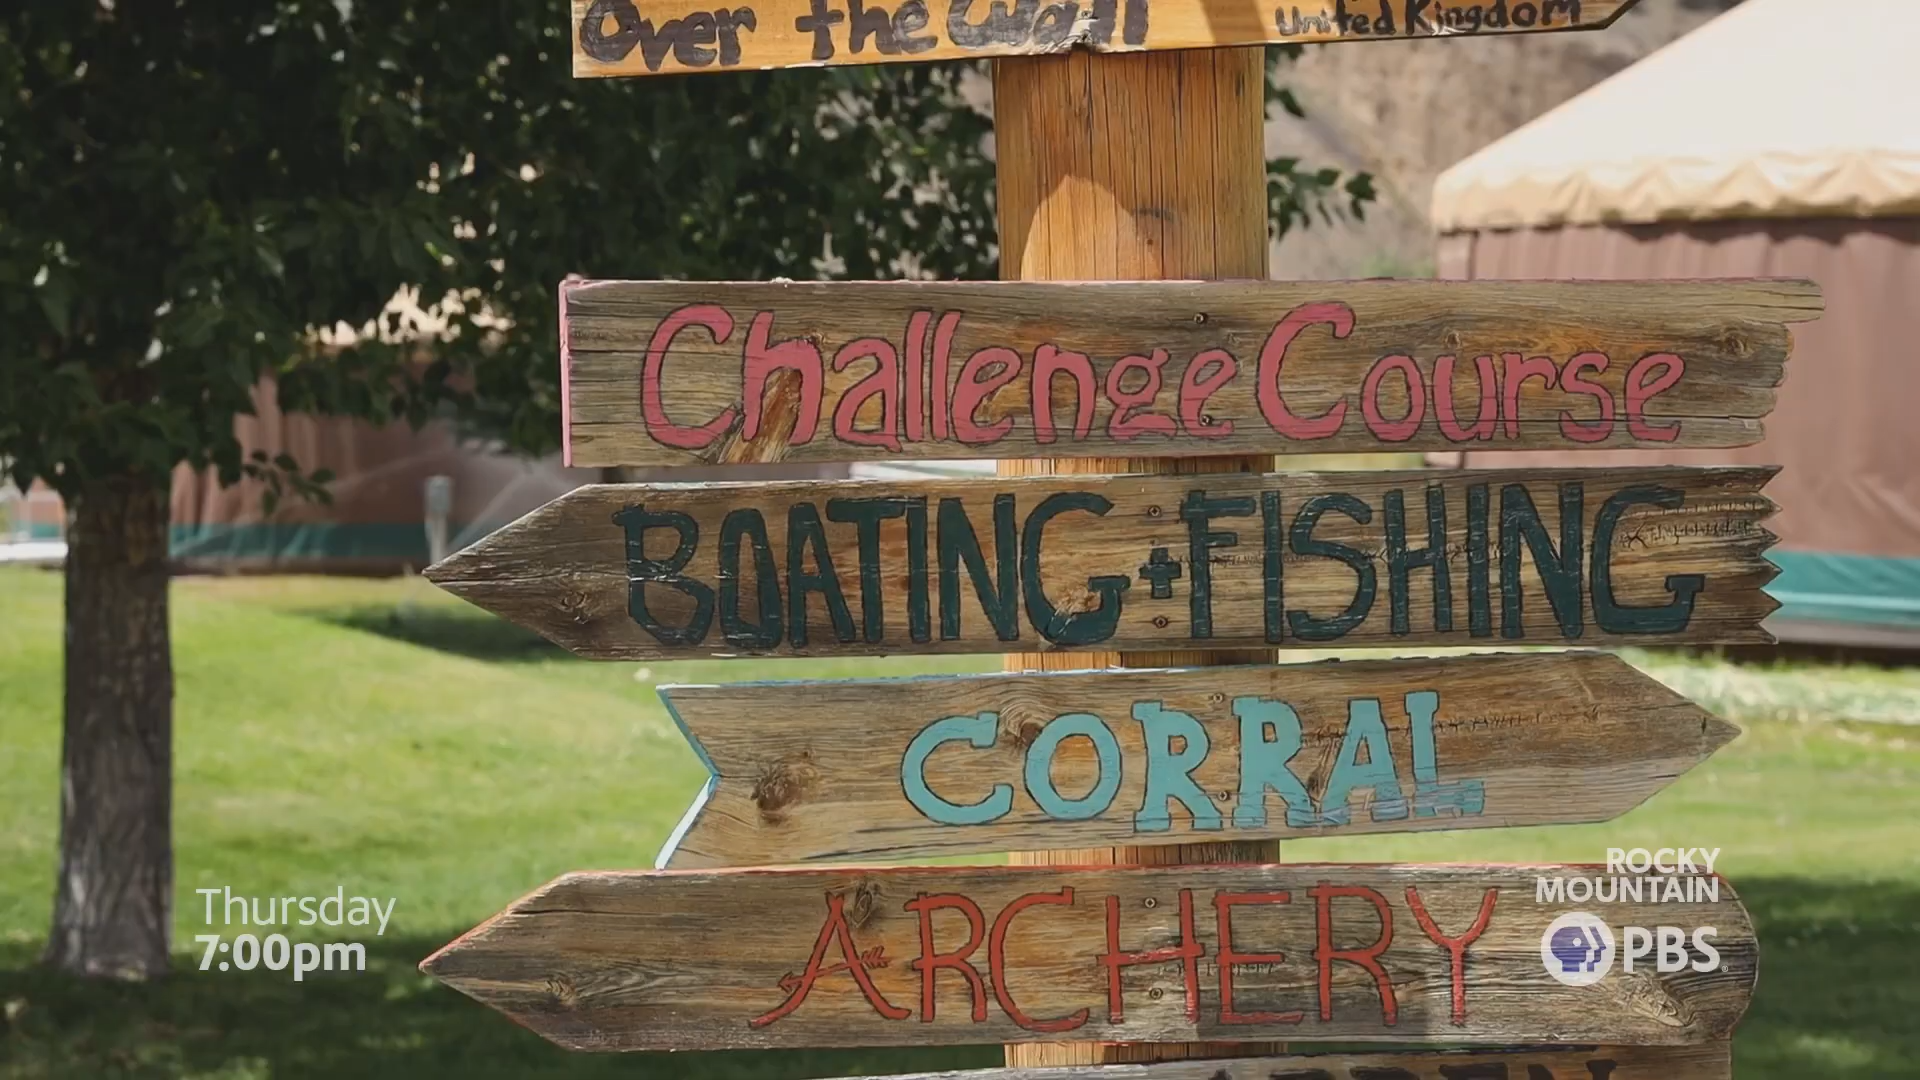 Over the Wall
United Kingdom
Challenge Course
BOATING + FISHING
CORRAL
ARCHERY
Thursday
7:00pm
ROCKY
MOUNTAIN
PBS